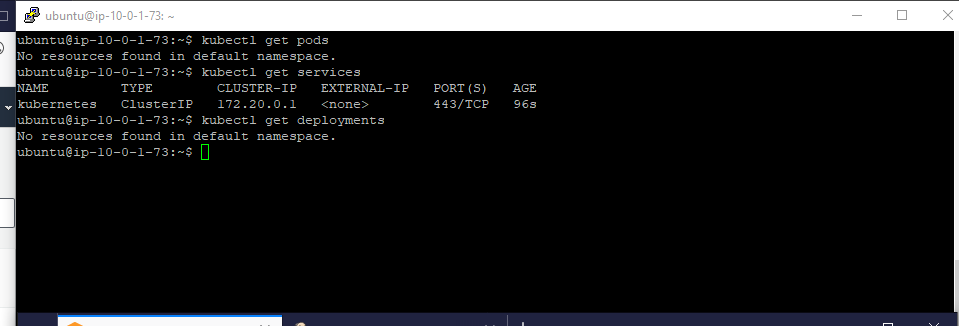 ubuntu@ip-10-0-1-73: ~
ubuntu@ip-10-0-1-73:~$ kubectl get pods
No resources found in default namespace.
ubuntu@ip-10-0-1-73:~$ kubectl get services
NAME         TYPE        CLUSTER-IP   EXTERNAL-IP   PORT(S)   AGE
kubernetes   ClusterIP   172.20.0.1   <none>        443/TCP   96s
ubuntu@ip-10-0-1-73:~$ kubectl get deployments
No resources found in default namespace.
ubuntu@ip-10-0-1-73:~$